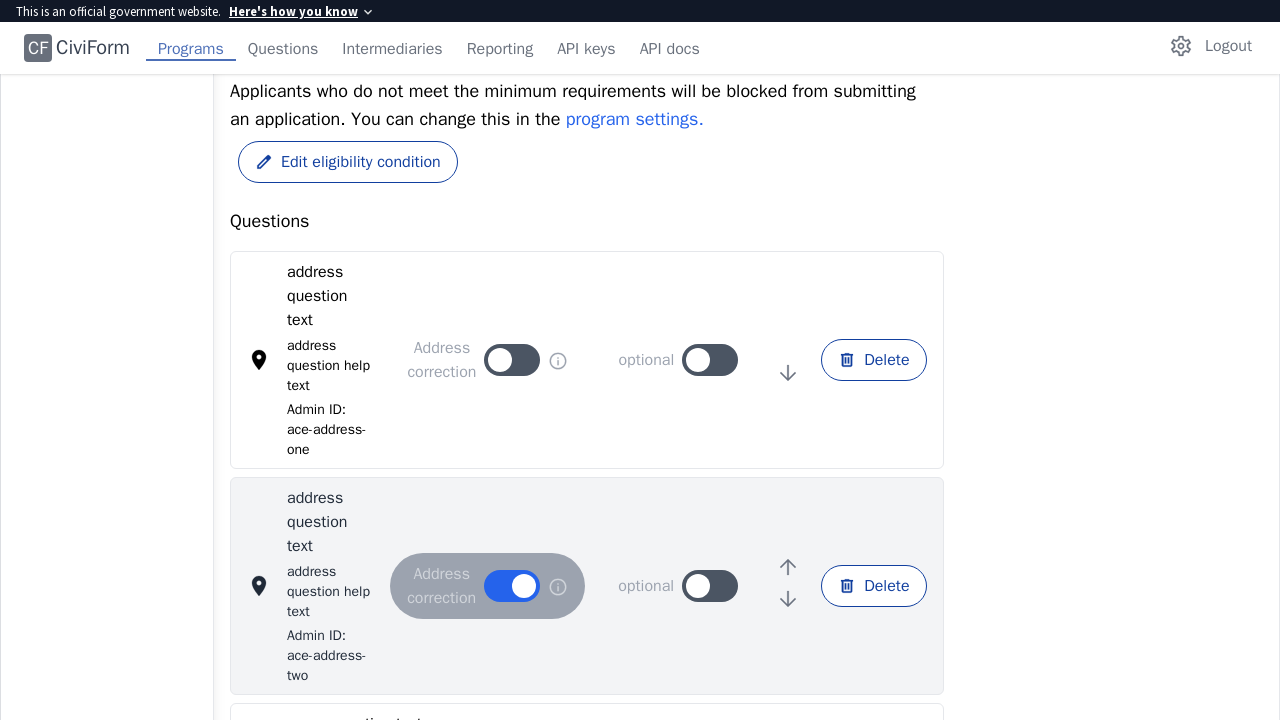 This is an official government website. Here's how you know
CF CiviForm Programs Questions Intermediaries Reporting API keys API docs Logout
Applicants who do not meet the minimum requirements will be blocked from submitting
an application. You can change this in the program settings.
Edit eligibility condition
Questions
address
question
text
address
question help
text
Admin ID:
ace-address-
one
Address
correction
optional
Delete
address
question
text
address
question help
text
Admin ID:
ace-address-
two
Address
correction
optional
Delete